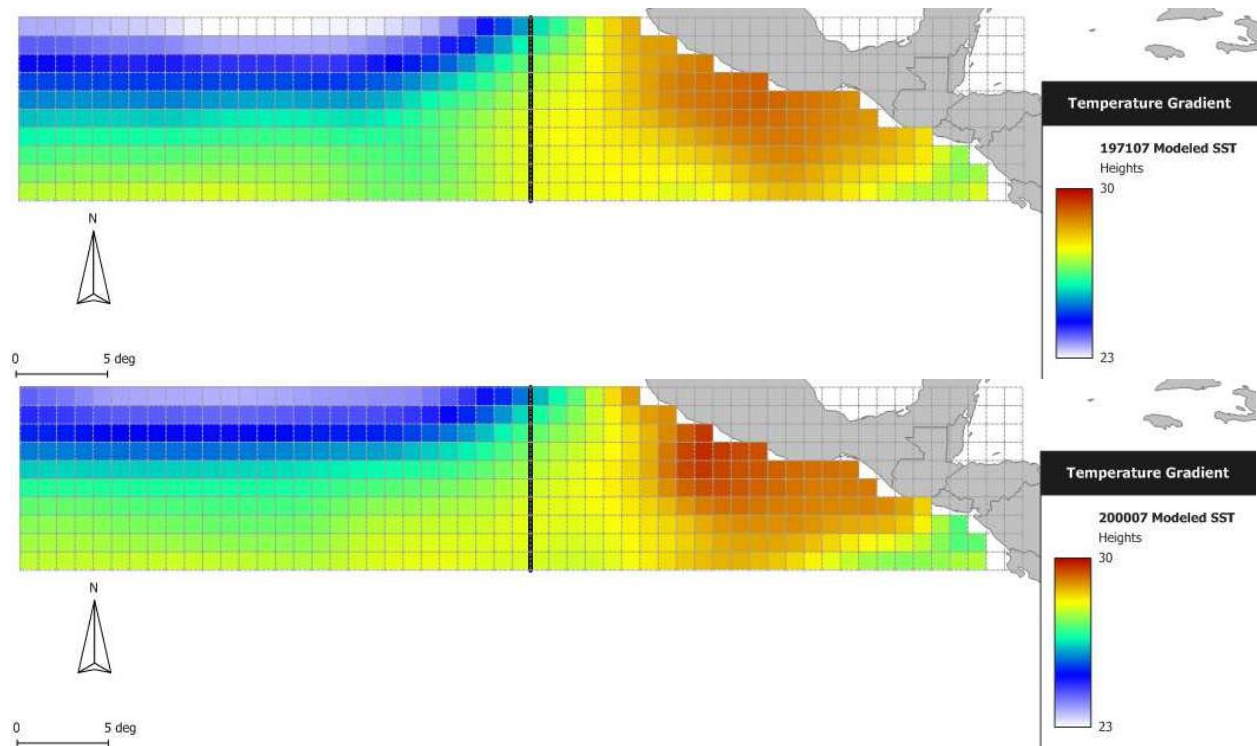 Temperature Gradient
197107 Modeled SST
Heights
30
23
N
0 5 deg
Temperature Gradient
200007 Modeled SST
Heights
30
23
N
0 5 deg